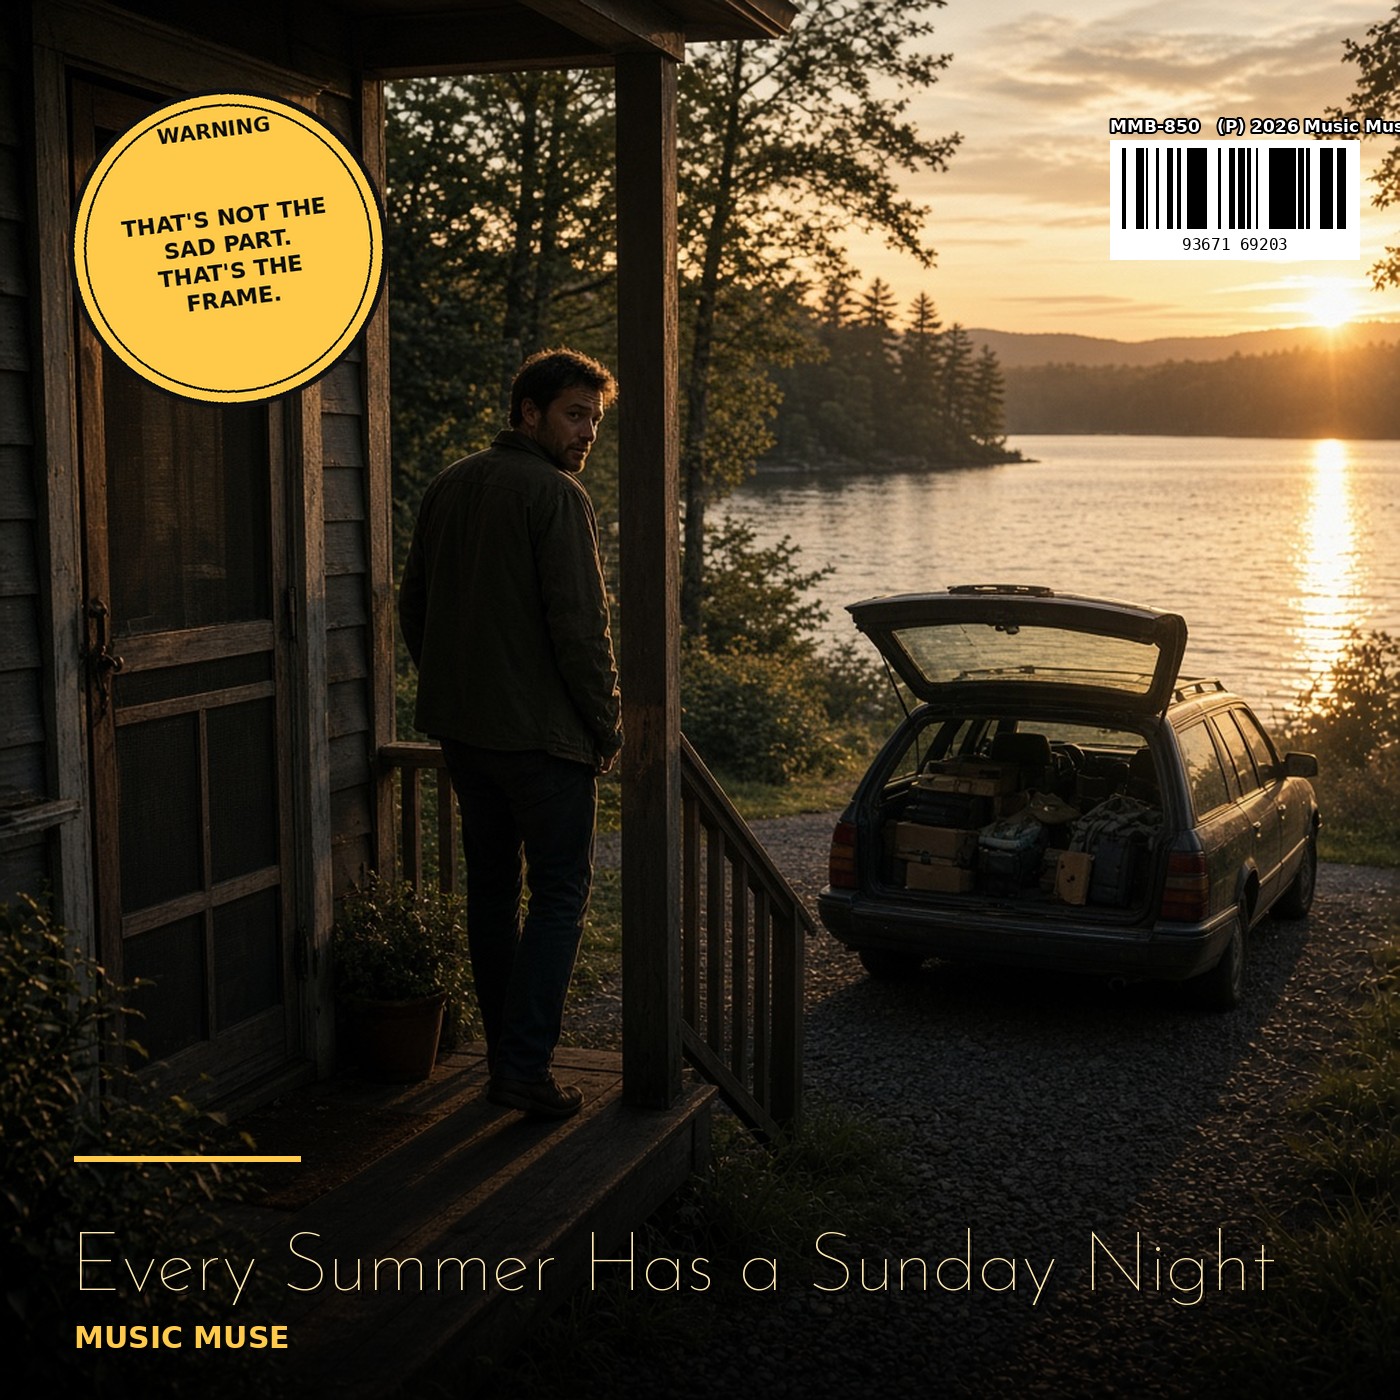 WARNING
THAT'S NOT THE
SAD PART.
THAT'S THE
FRAME.
MMB-850 (P) 2026 Music
93671 69203
Every Summer Has a Sunday Night
MUSIC MUSE